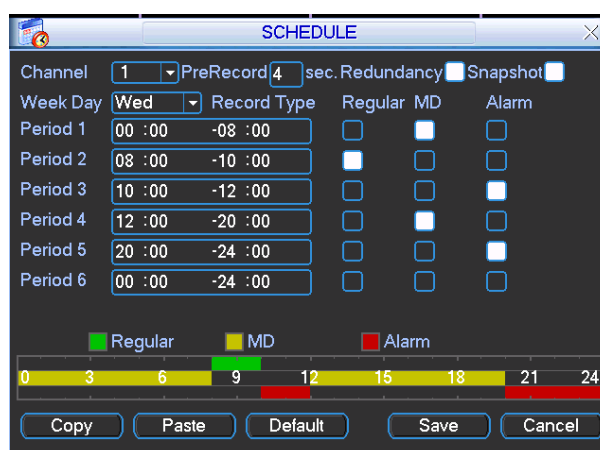 SCHEDULE
Channel 1 PreRecord 4 sec. Redundancy Snapshot
Week Day Wed Record Type Regular MD Alarm
Period 1 00 :00 -08 :00
Period 2 08 :00 -10 :00
Period 3 10 :00 -12 :00
Period 4 12 :00 -20 :00
Period 5 20 :00 -24 :00
Period 6 00 :00 -24 :00
Regular MD Alarm
0 3 6 9 12 15 18 21 24
Copy Paste Default Save Cancel